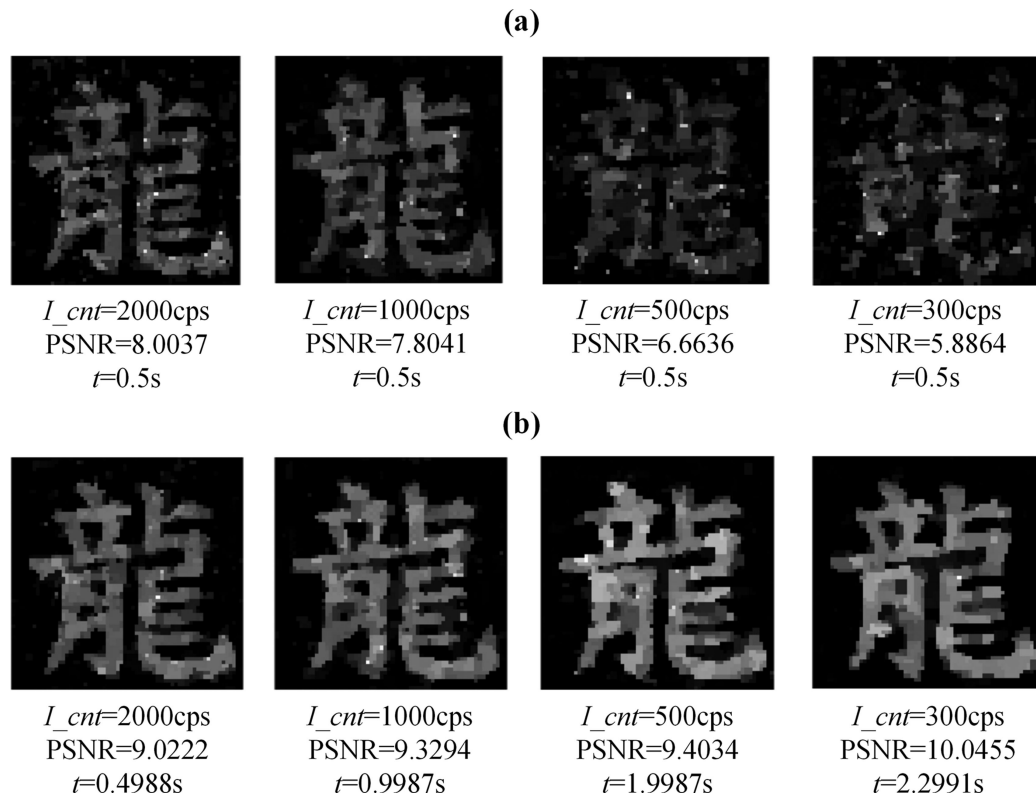 (a)
龍 龍 龍 龍
I_cnt=2000cps I_cnt=1000cps I_cnt=500cps I_cnt=300cps
PSNR=8.0037 PSNR=7.8041 PSNR=6.6636 PSNR=5.8864
t=0.5s t=0.5s t=0.5s t=0.5s
(b)
龍 龍 龍 龍
I_cnt=2000cps I_cnt=1000cps I_cnt=500cps I_cnt=300cps
PSNR=9.0222 PSNR=9.3294 PSNR=9.4034 PSNR=10.0455
t=0.4988s t=0.9987s t=1.9987s t=2.2991s